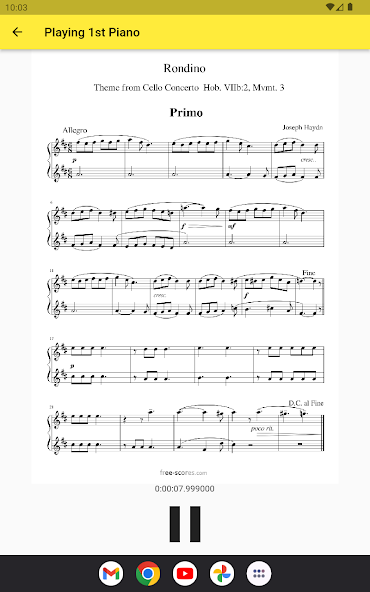 10:03
Playing 1st Piano
Rondino
Theme from Cello Concerto Hob. VIIb:2, Mvmt. 3
Primo
Allegro
Joseph Haydn
p
cresc.
6
f
mf
11
Fine
cresc
f
17
p
D.C. al Fine
poco rit.
free-scores.com
0:00:07.999000